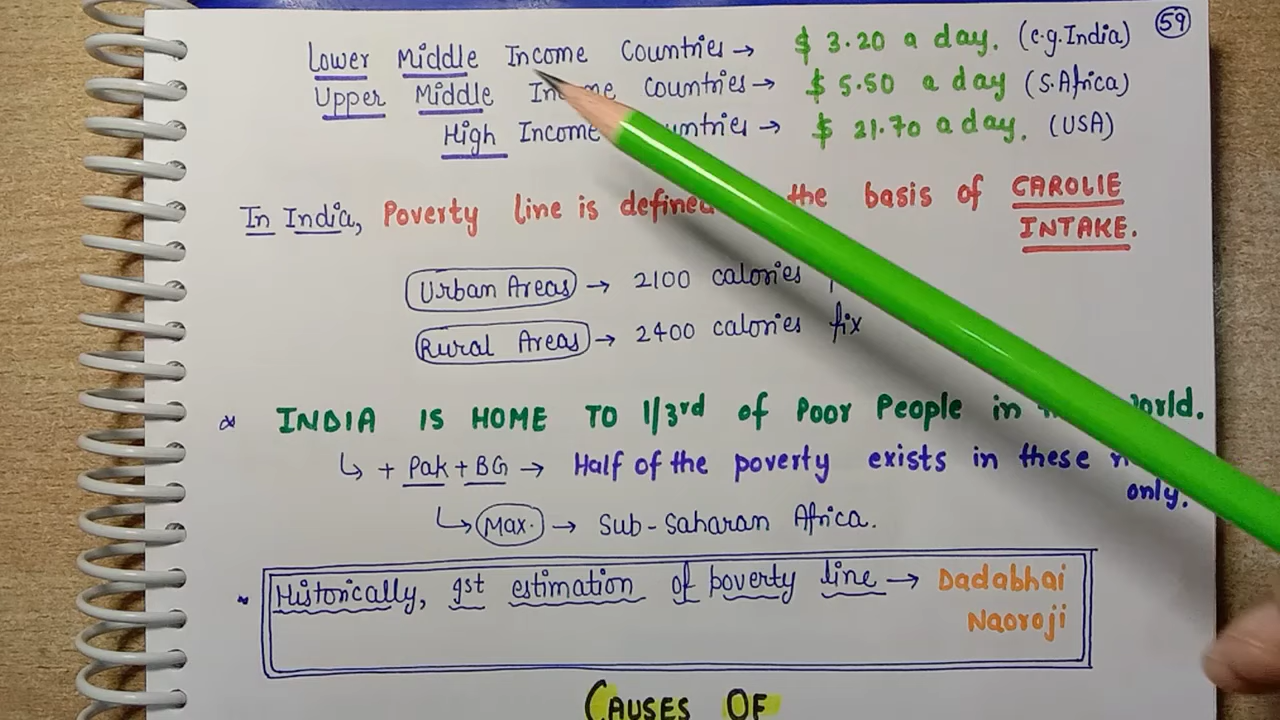 59
Lower Middle Income Countries → $ 3.20 a day. (e.g. India)
Upper Middle Income countries → $ 5.50 a day (S.Africa)
High Income → $ 21.70 a day. (USA)
In India, Poverty line is defined the basis of CAROLIE
INTAKE.
Urban Areas → 2100 calories
Rural Areas → 2400 calories fix
INDIA IS HOME TO 1/3rd of Poor People in
↳ + Pak + BG → Half of the poverty exists in these
only.
↳ Max. → Sub-Saharan Africa.
Historically, 1st estimation of poverty line → Dadabhai
Naoroji
CAUSES OF